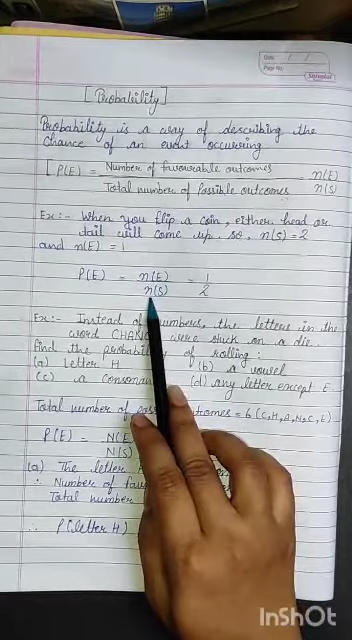 Date / /
Page No.
Shinelal
[ Probability ]
Probability is a way of describing the
Chance of an event occurring
[ P(E) = Number of favourable outcomes = n(E)
Total number of Possible outcomes n(S)
Ex:- When you flip a coin, either head or
tail will come up. so, n(S) = 2
and n(E) = 1
P(E) = n(E) = 1
n(S) 2
Ex:- Instead of numbers, the letters in the
word were stuck on a die.
find the probability of rolling:
(a) Letter H (b) a vowel
(c) a (d) any letter except E
Total number of outcomes = 6 (C,H,A,N,C,E)
P(E) = N(E
N(S)
(a) The letter
∴ Number of
Total number
∴ P(letter H)
InShOt